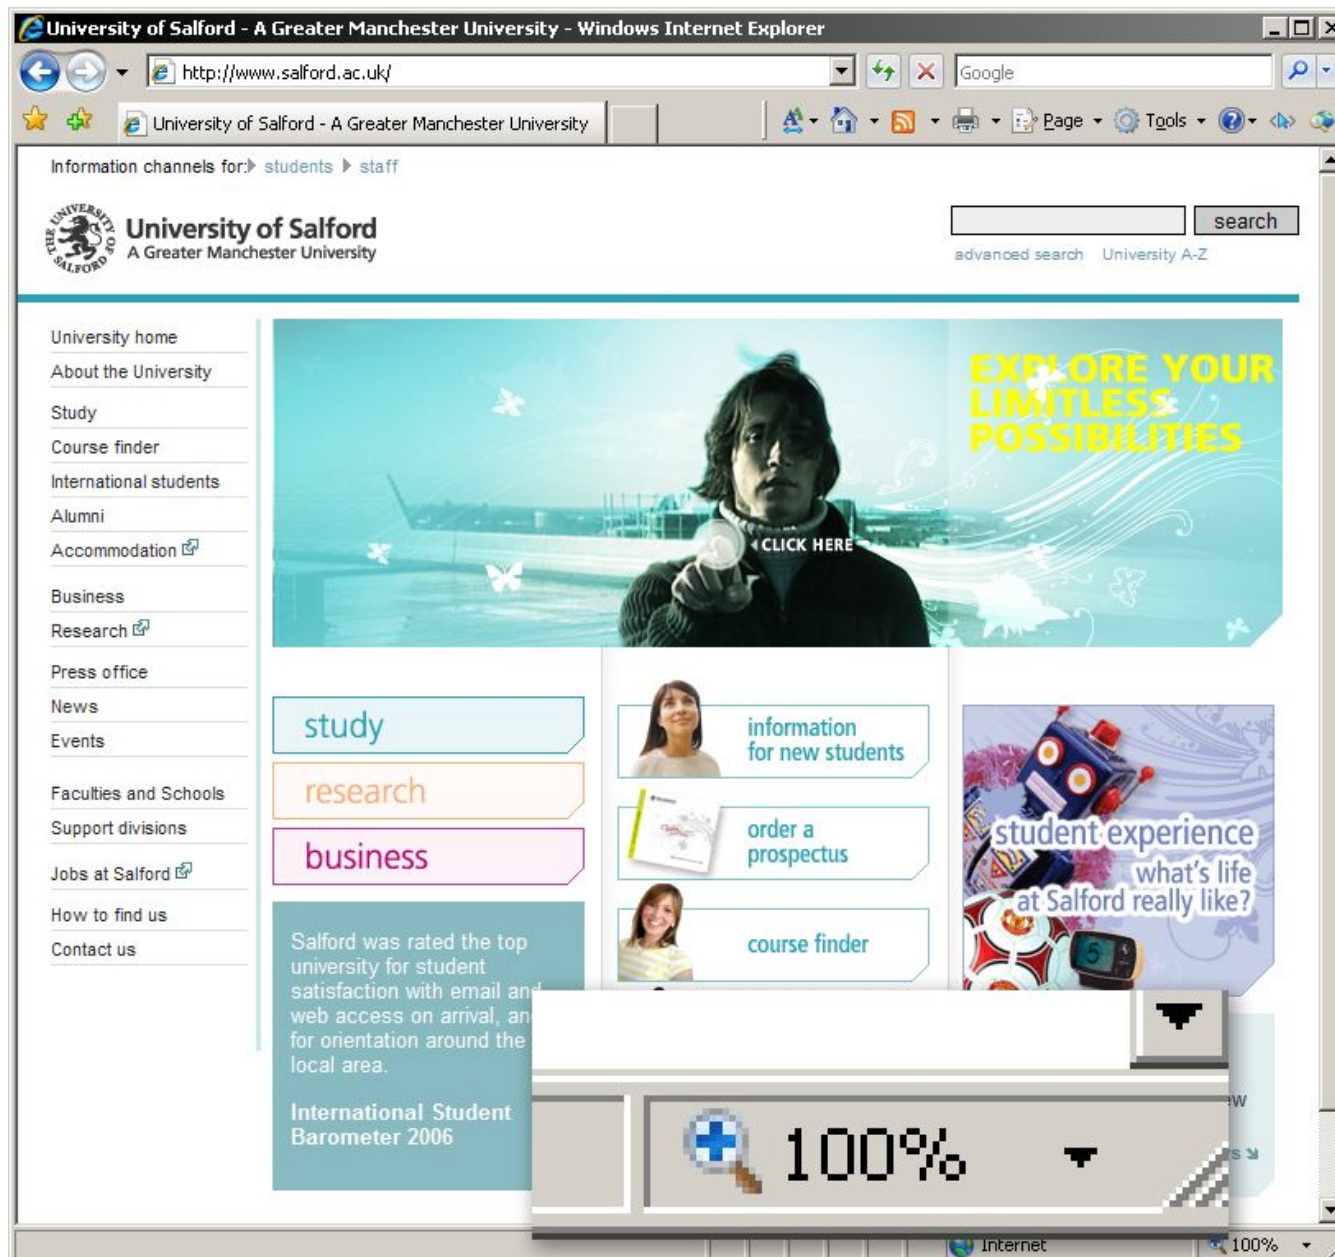 University of Salford - A Greater Manchester University - Windows Internet Explorer
http://www.salford.ac.uk/
Google
University of Salford - A Greater Manchester University
Page
Tools
Information channels for: students staff
THE UNIVERSITY OF SALFORD
University of Salford
A Greater Manchester University
search
advanced search University A-Z
University home
About the University
Study
Course finder
International students
Alumni
Accommodation
Business
Research
Press office
News
Events
Faculties and Schools
Support divisions
Jobs at Salford
How to find us
Contact us
EXPLORE YOUR
LIMITLESS
POSSIBILITIES
CLICK HERE
study
research
business
Salford was rated the top
university for student
satisfaction with email and
web access on arrival, and
for orientation around the
local area.
International Student
Barometer 2006
information
for new students
order a
prospectus
course finder
student experience
what's life
at Salford really like?
5
100%
Internet
100%